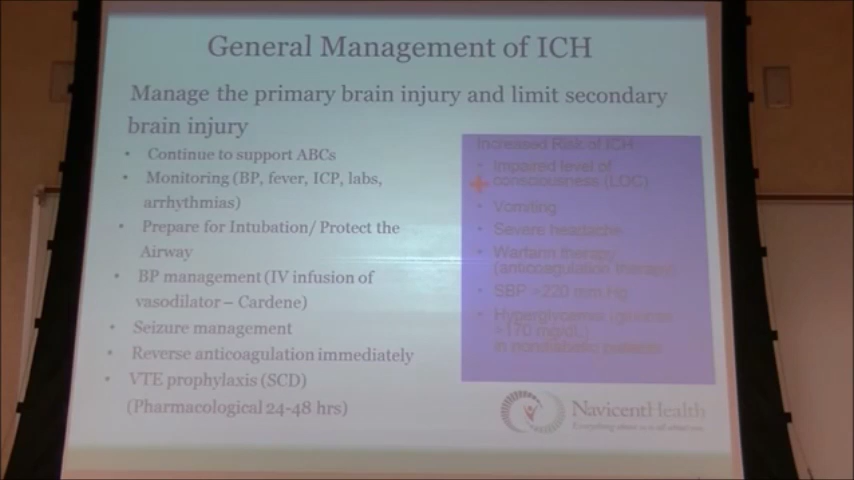 General Management of ICH
Manage the primary brain injury and limit secondary
brain injury
• Continue to support ABCs
• Monitoring (BP, fever, ICP, labs,
arrhythmias)
• Prepare for Intubation/ Protect the
Airway
• BP management (IV infusion of
vasodilator – Cardene)
• Seizure management
• Reverse anticoagulation immediately
• VTE prophylaxis (SCD)
(Pharmacological 24-48 hrs)
Increased Risk of ICH
• Impaired level of
consciousness (LOC)
• Vomiting
• Severe headache
• Warfarin therapy
(anticoagulation therapy)
• SBP >220 mm Hg
• Hyperglycemia (glucose
>170 mg/dL)
in nondiabetic patients
NavicentHealth